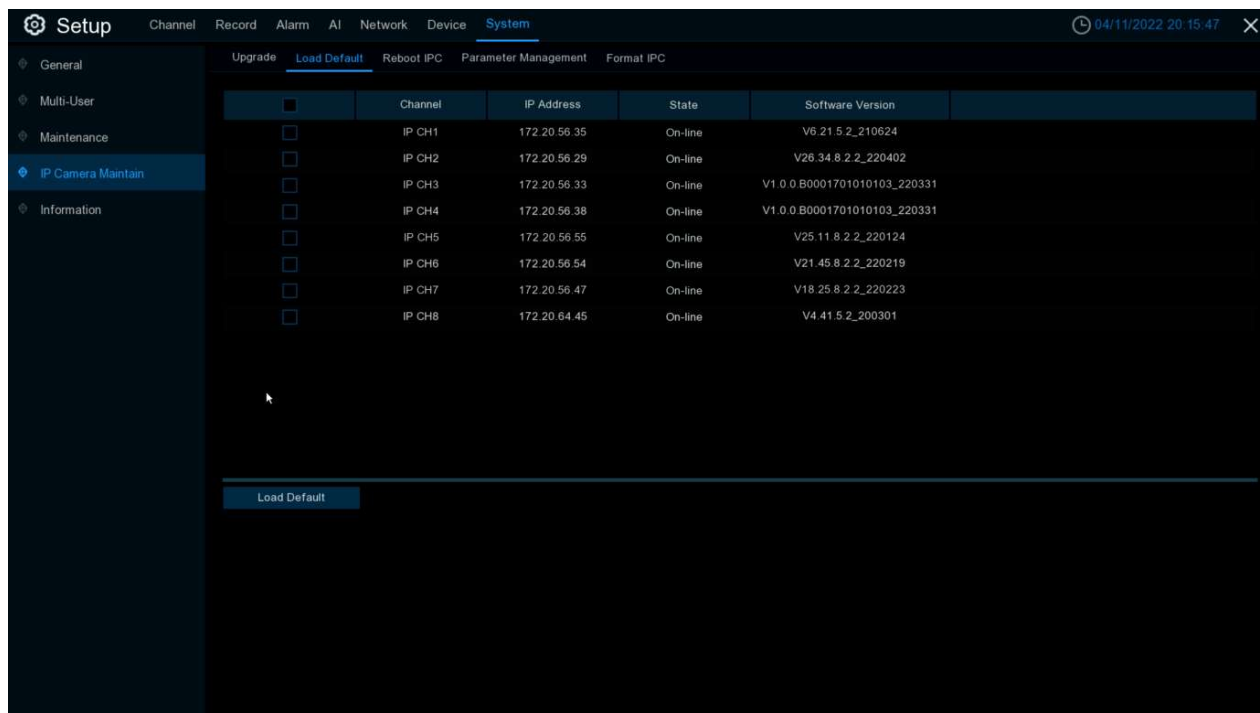 Setup Channel Record Alarm AI Network Device System 04/11/2022 20:15:47
General
Multi-User
Maintenance
IP Camera Maintain
Information
Upgrade Load Default Reboot IPC Parameter Management Format IPC
Channel IP Address State Software Version
IP CH1 172.20.56.35 On-line V6.21.5.2_210624
IP CH2 172.20.56.29 On-line V26.34.8.2.2_220402
IP CH3 172.20.56.33 On-line V1.0.0.B0001701010103_220331
IP CH4 172.20.56.38 On-line V1.0.0.B0001701010103_220331
IP CH5 172.20.56.55 On-line V25.11.8.2.2_220124
IP CH6 172.20.56.54 On-line V21.45.8.2.2_220219
IP CH7 172.20.56.47 On-line V18.25.8.2.2_220223
IP CH8 172.20.64.45 On-line V4.41.5.2_200301
Load Default